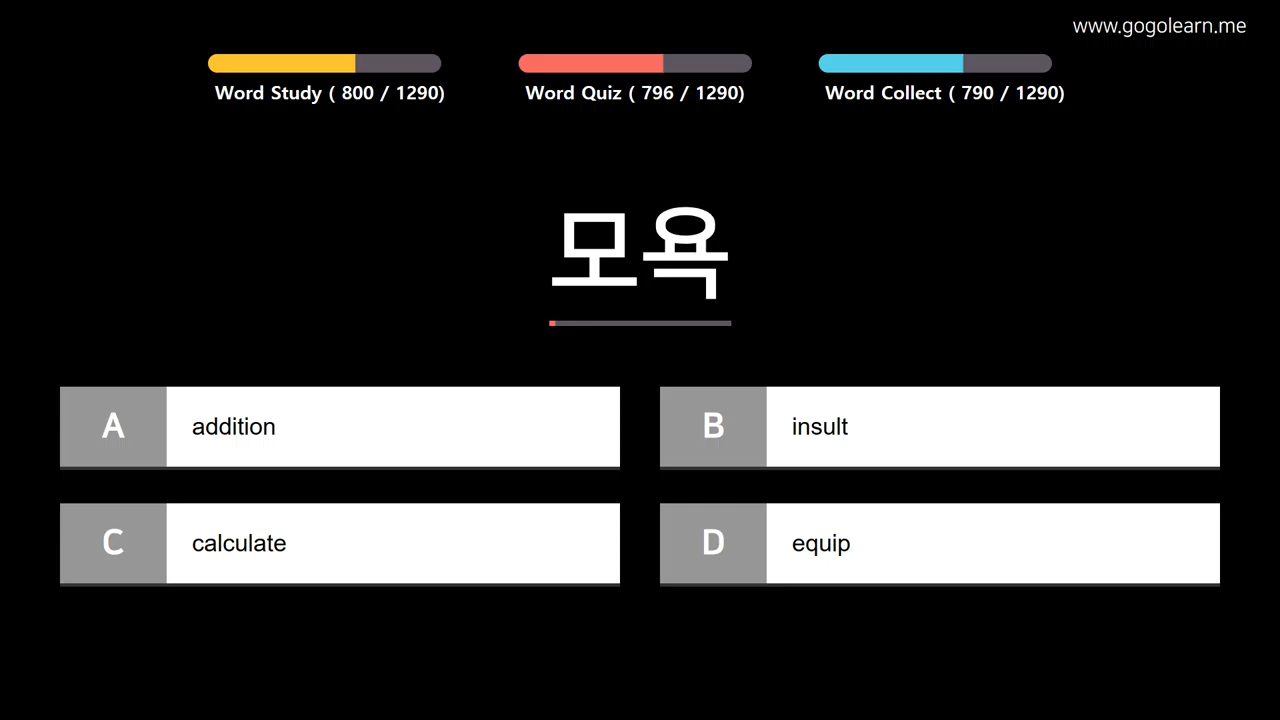 www.gogolearn.me
Word Study ( 800 / 1290)
Word Quiz ( 796 / 1290)
Word Collect ( 790 / 1290)
모욕
A addition
B insult
C calculate
D equip